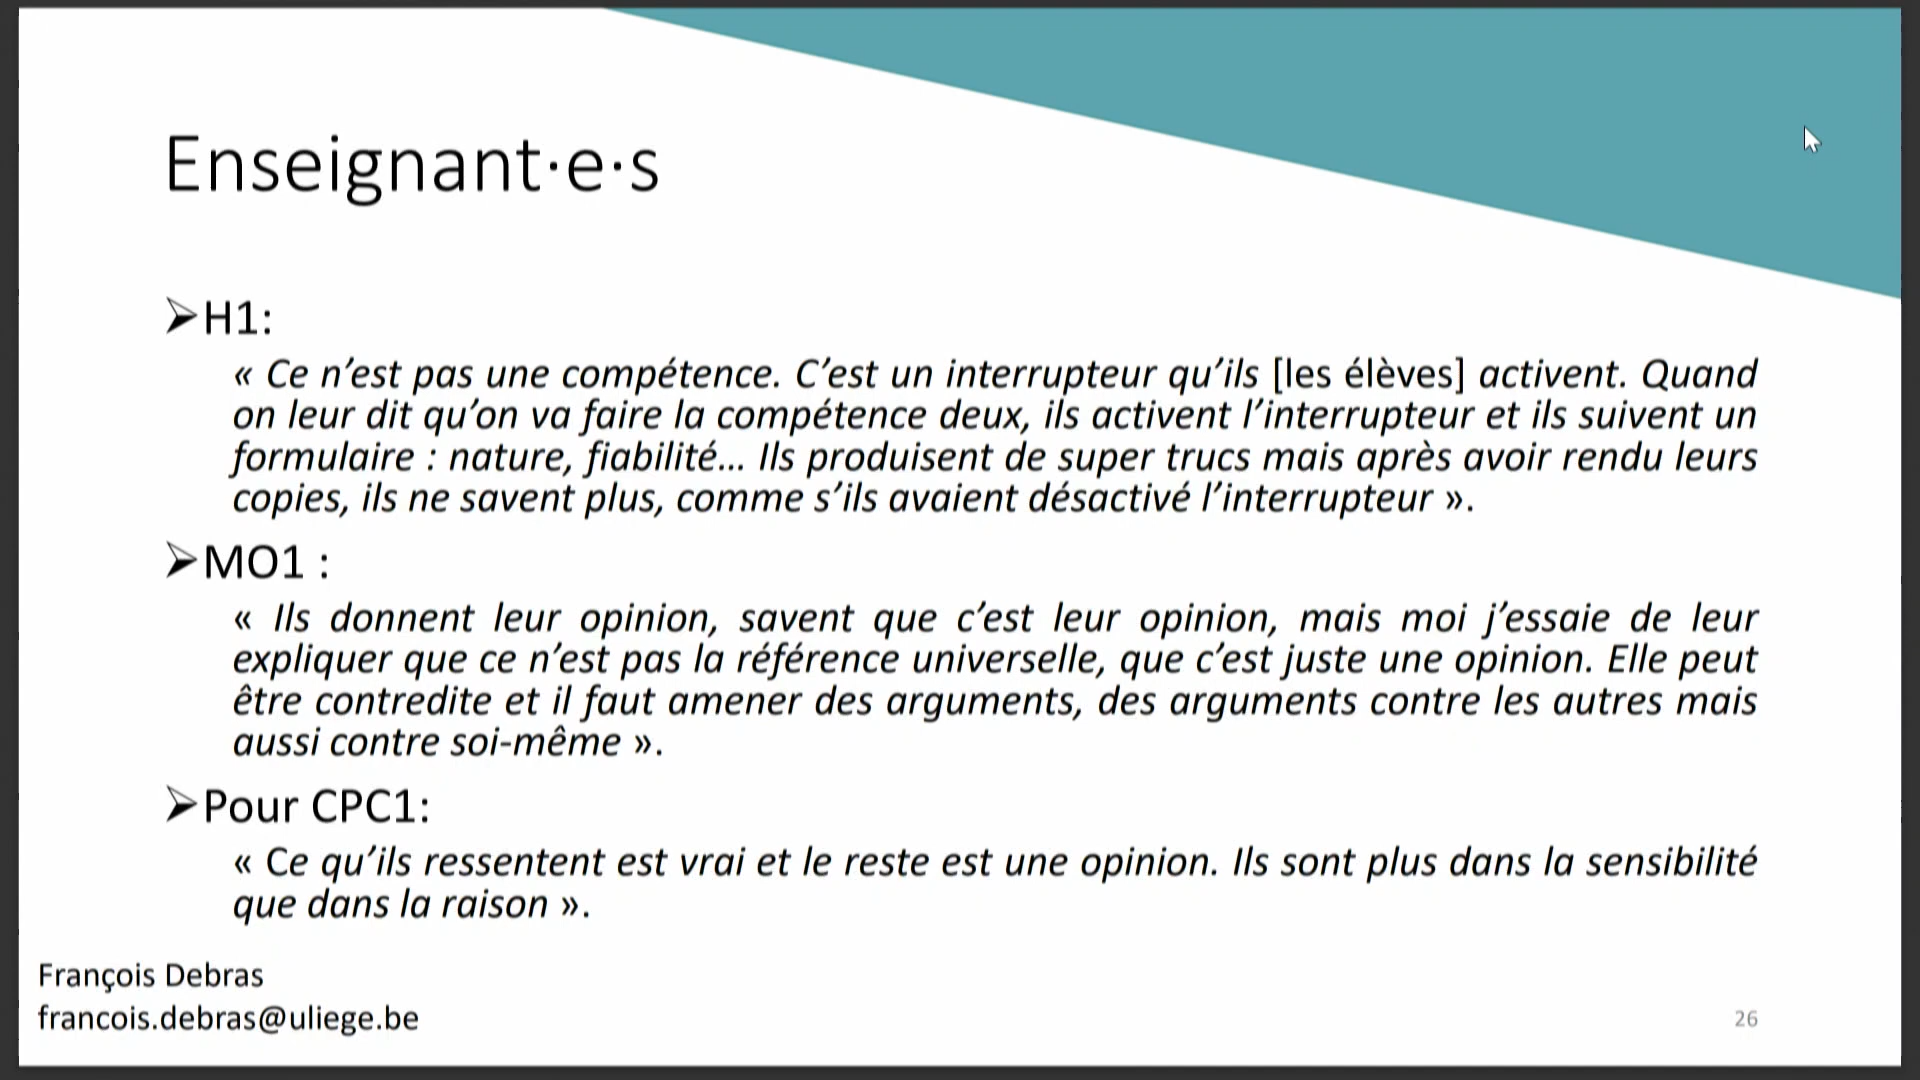 Enseignant·e·s
➢H1:
« Ce n’est pas une compétence. C’est un interrupteur qu’ils [les élèves] activent. Quand
on leur dit qu’on va faire la compétence deux, ils activent l’interrupteur et ils suivent un
formulaire : nature, fiabilité… Ils produisent de super trucs mais après avoir rendu leurs
copies, ils ne savent plus, comme s’ils avaient désactivé l’interrupteur ».
➢MO1 :
« Ils donnent leur opinion, savent que c’est leur opinion, mais moi j’essaie de leur
expliquer que ce n’est pas la référence universelle, que c’est juste une opinion. Elle peut
être contredite et il faut amener des arguments, des arguments contre les autres mais
aussi contre soi-même ».
➢Pour CPC1:
« Ce qu’ils ressentent est vrai et le reste est une opinion. Ils sont plus dans la sensibilité
que dans la raison ».
François Debras
francois.debras@uliege.be
26